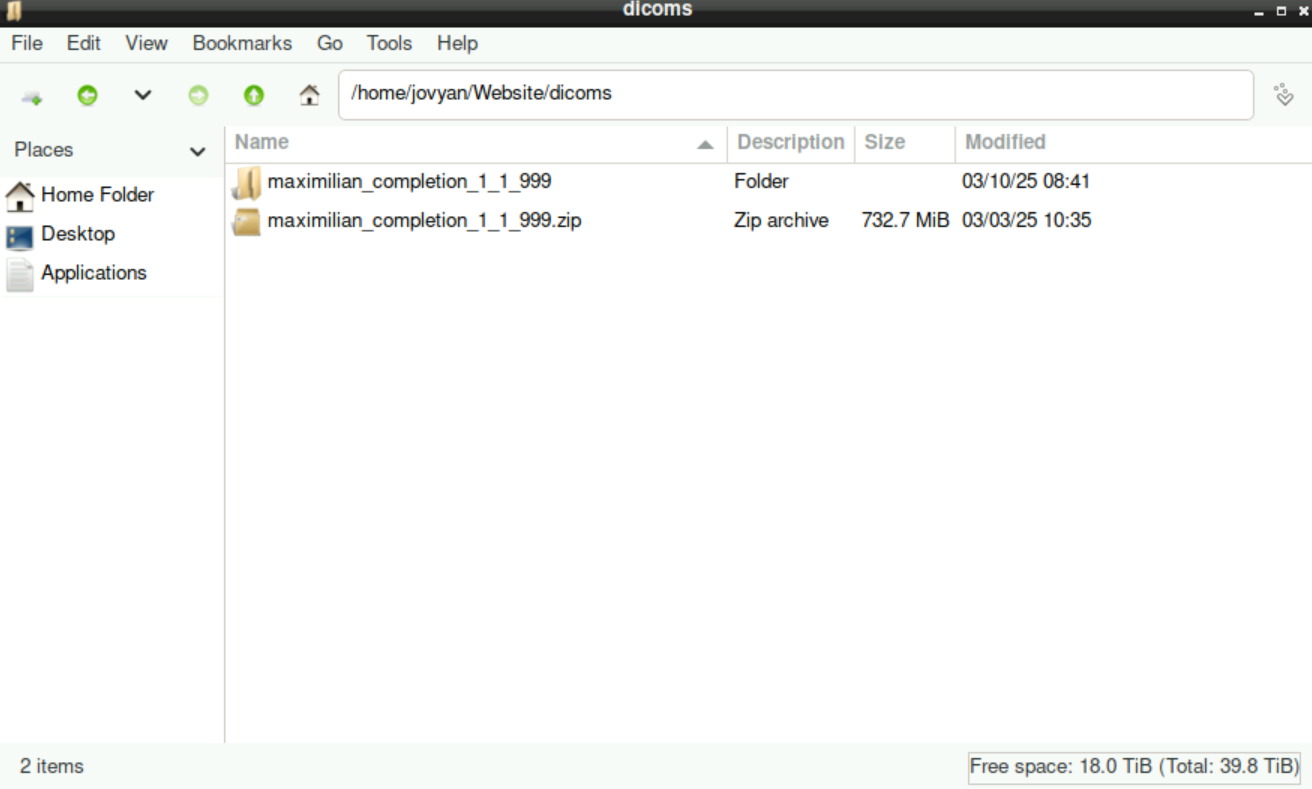 dicoms
File Edit View Bookmarks Go Tools Help
/home/jovyan/Website/dicoms
Places
Name Description Size Modified
Home Folder
Desktop
Applications
maximilian_completion_1_1_999 Folder 03/10/25 08:41
maximilian_completion_1_1_999.zip Zip archive 732.7 MiB 03/03/25 10:35
2 items
Free space: 18.0 TiB (Total: 39.8 TiB)